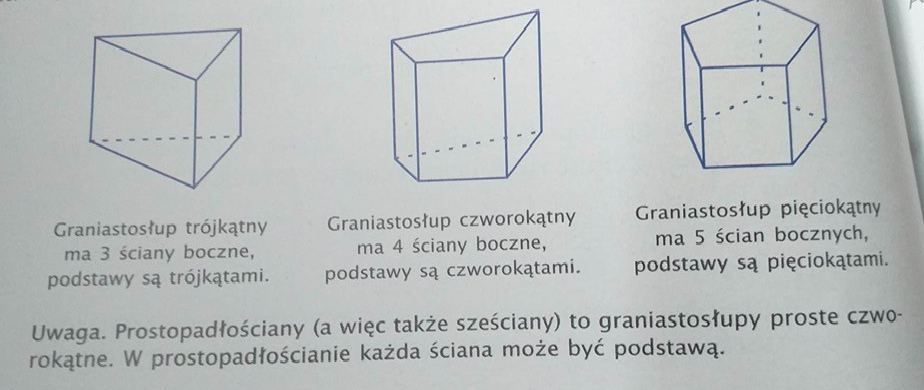 Graniastosłup trójkątny
ma 3 ściany boczne,
podstawy są trójkątami.
Graniastosłup czworokątny
ma 4 ściany boczne,
podstawy są czworokątami.
Graniastosłup pięciokątny
ma 5 ścian bocznych,
podstawy są pięciokątami.
Uwaga. Prostopadłościany (a więc także sześciany) to graniastosłupy proste czwo-
rokątne. W prostopadłościanie każda ściana może być podstawą.